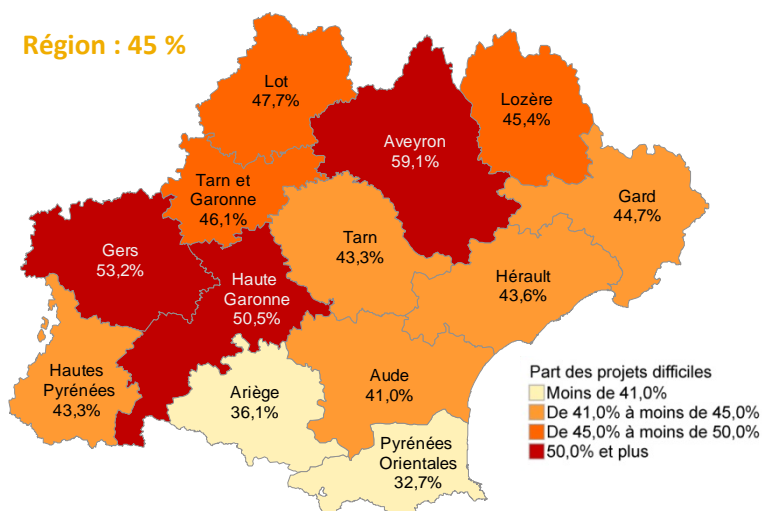 Région : 45 %
Lot
47,7%
Lozère
45,4%
Aveyron
59,1%
Tarn et
Garonne
46,1%
Gard
44,7%
Gers
53,2%
Tarn
43,3%
Haute
Garonne
50,5%
Hérault
43,6%
Hautes
Pyrénées
43,3%
Ariège
36,1%
Aude
41,0%
Pyrénées
Orientales
32,7%
Part des projets difficiles
Moins de 41,0%
De 41,0% à moins de 45,0%
De 45,0% à moins de 50,0%
50,0% et plus